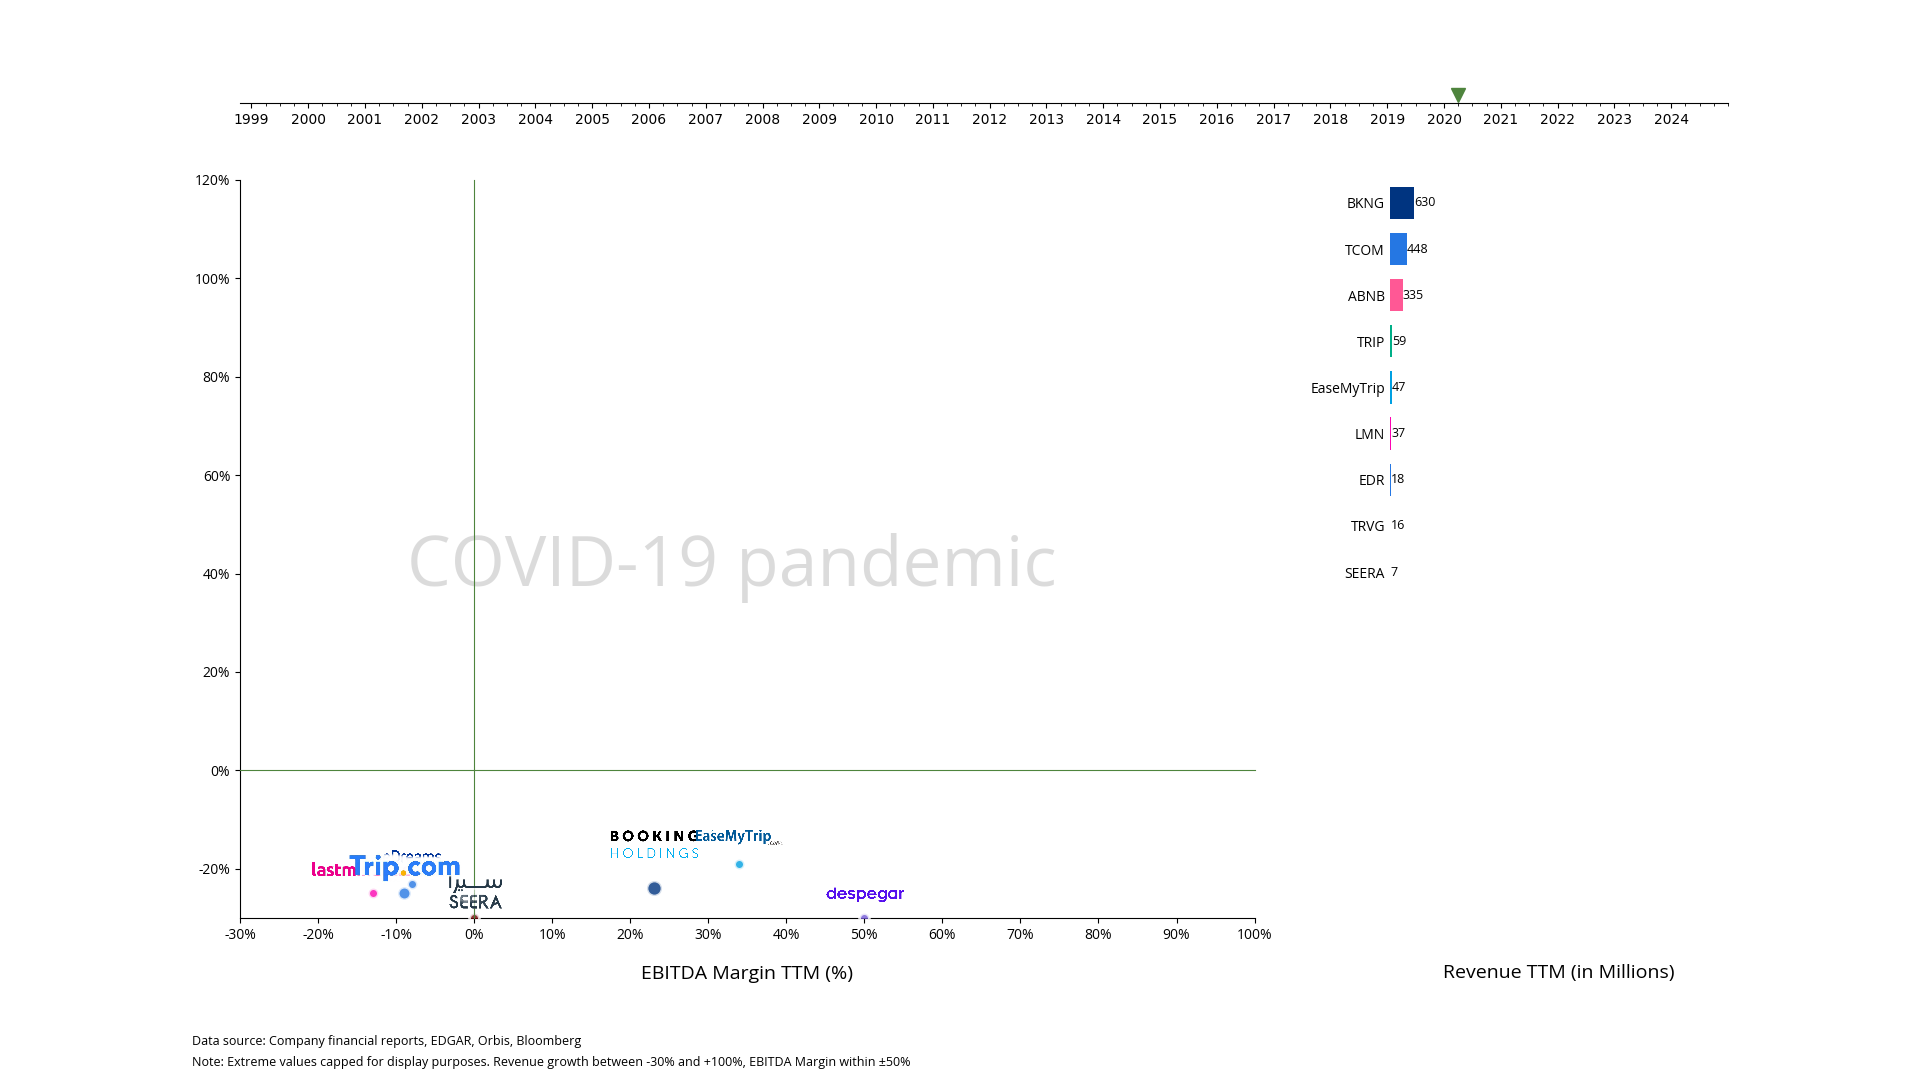 1999 2000 2001 2002 2003 2004 2005 2006 2007 2008 2009 2010 2011 2012 2013 2014 2015 2016 2017 2018 2019 2020 2021 2022 2023 2024
120%
100%
80%
60%
40%
20%
0%
-20%
COVID-19 pandemic
BOOKING
HOLDINGS
EaseMyTrip
eDreams
lastm
Trip.com
سيرا
SEERA
despegar
-30% -20% -10% 0% 10% 20% 30% 40% 50% 60% 70% 80% 90% 100%
EBITDA Margin TTM (%)
BKNG 630
TCOM 448
ABNB 335
TRIP 59
EaseMyTrip 47
LMN 37
EDR 18
TRVG 16
SEERA 7
Revenue TTM (in Millions)
Data source: Company financial reports, EDGAR, Orbis, Bloomberg
Note: Extreme values capped for display purposes. Revenue growth between -30% and +100%, EBITDA Margin within ±50%